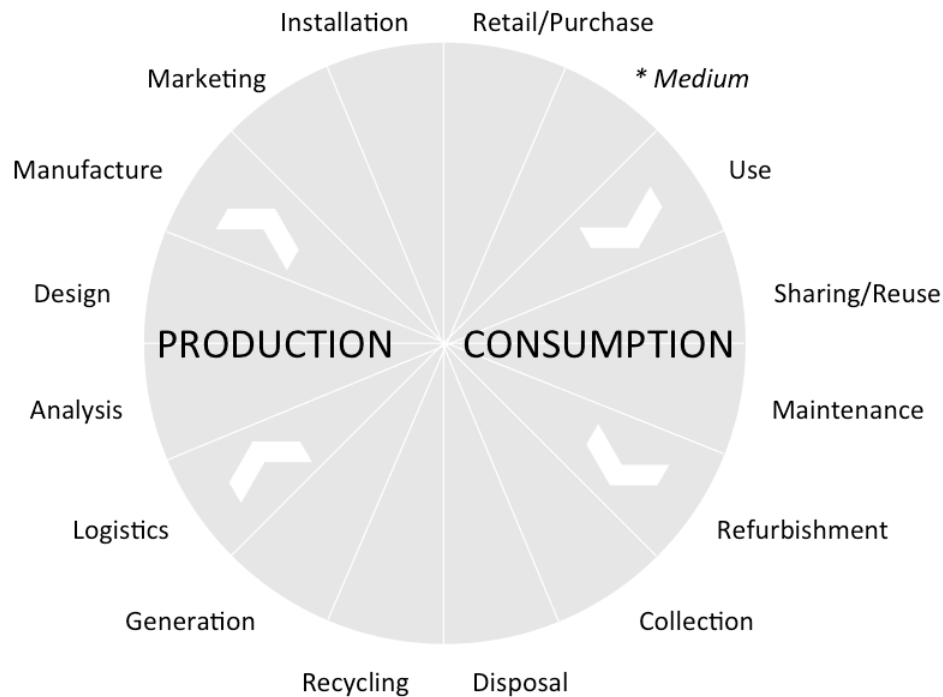 Installation
Retail/Purchase
Marketing
* Medium
Manufacture
Use
Design
Sharing/Reuse
PRODUCTION
CONSUMPTION
Analysis
Maintenance
Logistics
Refurbishment
Generation
Collection
Recycling
Disposal